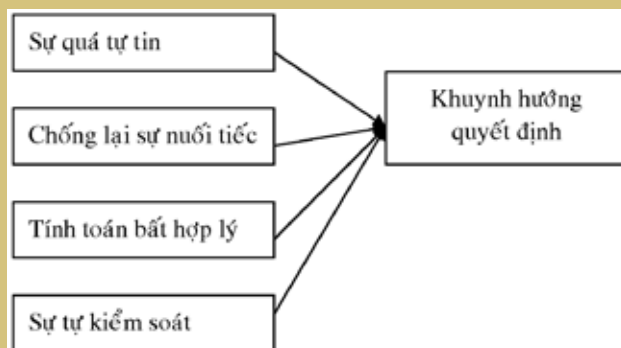 Sự quá tự tin
Chống lại sự nuối tiếc
Tính toán bất hợp lý
Sự tự kiểm soát
Khuynh hướng
quyết định